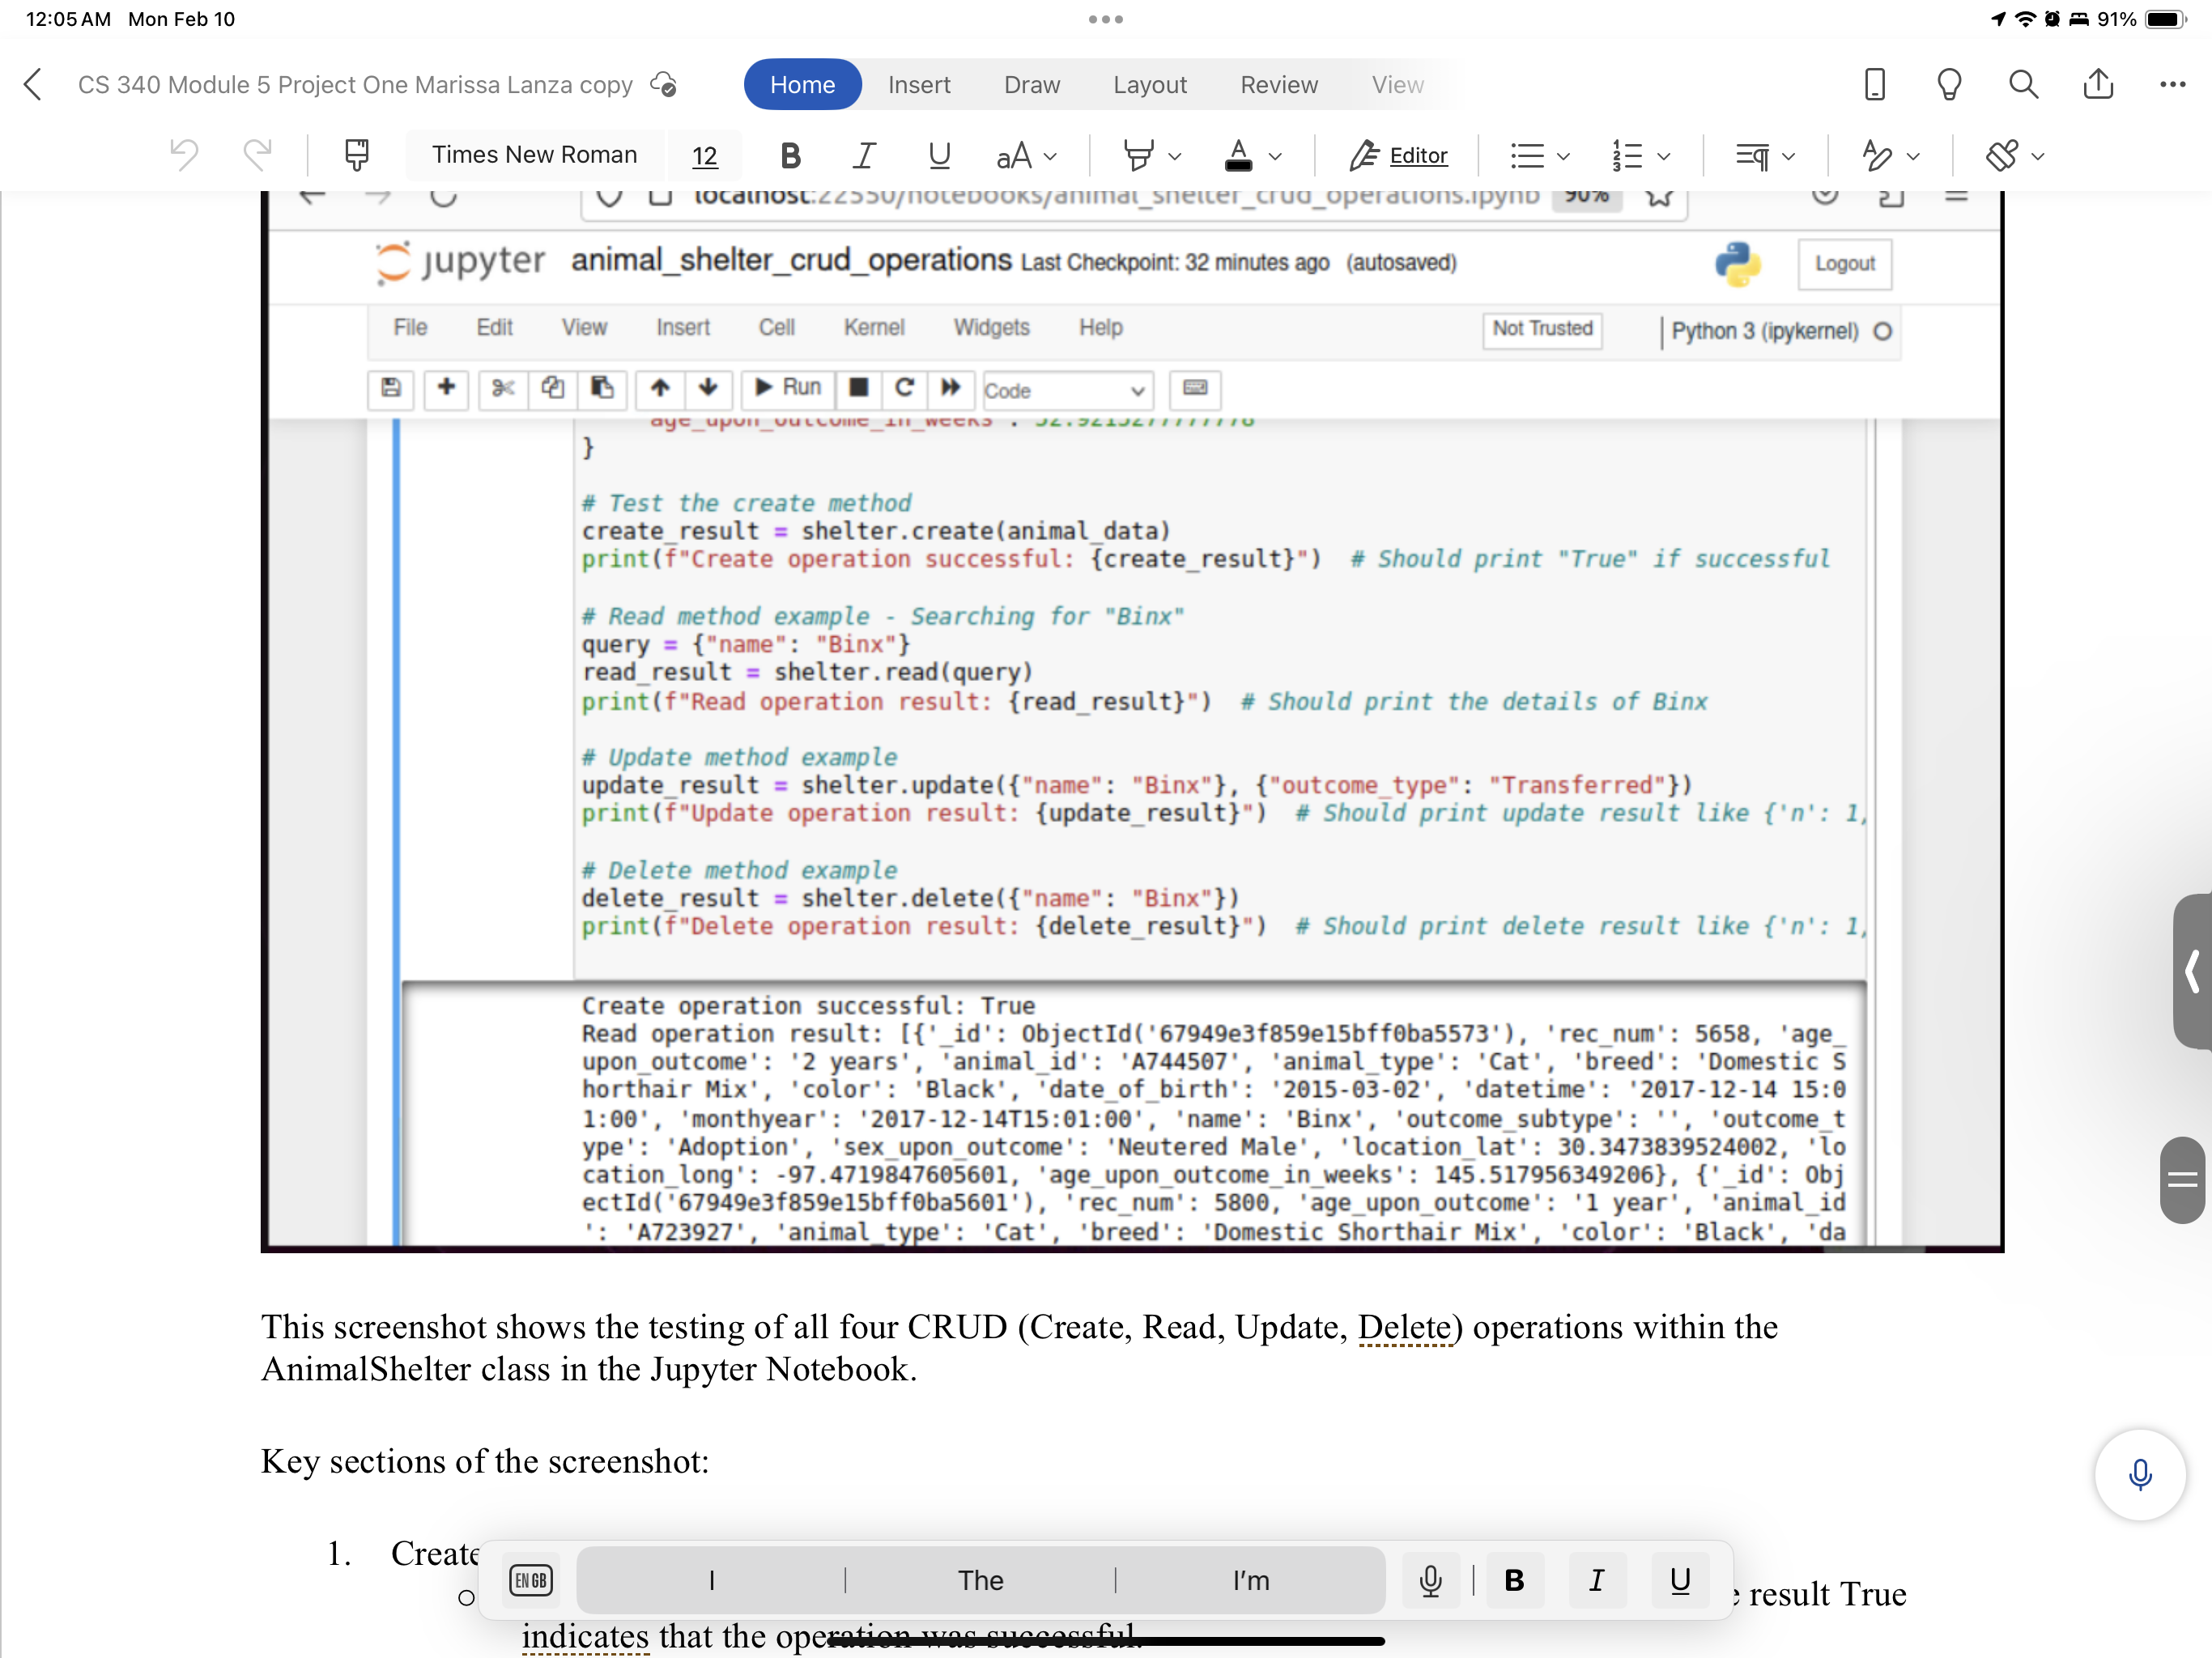 12:05 AM Mon Feb 10
91%
CS 340 Module 5 Project One Marissa Lanza copy
Home Insert Draw Layout Review View
Times New Roman 12 B I U aA A Editor
localhost:22550/notebooks/animal_shelter_crud_operations.ipynb 90%
jupyter animal_shelter_crud_operations Last Checkpoint: 32 minutes ago (autosaved) Logout
File Edit View Insert Cell Kernel Widgets Help Not Trusted Python 3 (ipykernel)
Run Code
age_upon_outcome_in_weeks
}
# Test the create method
create_result = shelter.create(animal_data)
print(f"Create operation successful: {create_result}") # Should print "True" if successful
# Read method example - Searching for "Binx"
query = {"name": "Binx"}
read_result = shelter.read(query)
print(f"Read operation result: {read_result}") # Should print the details of Binx
# Update method example
update_result = shelter.update({"name": "Binx"}, {"outcome_type": "Transferred"})
print(f"Update operation result: {update_result}") # Should print update result like {'n': 1,
# Delete method example
delete_result = shelter.delete({"name": "Binx"})
print(f"Delete operation result: {delete_result}") # Should print delete result like {'n': 1,
Create operation successful: True
Read operation result: [{'_id': ObjectId('67949e3f859e15bff0ba5573'), 'rec_num': 5658, 'age_
upon_outcome': '2 years', 'animal_id': 'A744507', 'animal_type': 'Cat', 'breed': 'Domestic S
horthair Mix', 'color': 'Black', 'date_of_birth': '2015-03-02', 'datetime': '2017-12-14 15:0
1:00', 'monthyear': '2017-12-14T15:01:00', 'name': 'Binx', 'outcome_subtype': '', 'outcome_t
ype': 'Adoption', 'sex_upon_outcome': 'Neutered Male', 'location_lat': 30.3473839524002, 'lo
cation_long': -97.4719847605601, 'age_upon_outcome_in_weeks': 145.517956349206}, {'_id': Obj
ectId('67949e3f859e15bff0ba5601'), 'rec_num': 5800, 'age_upon_outcome': '1 year', 'animal_id
': 'A723927', 'animal_type': 'Cat', 'breed': 'Domestic Shorthair Mix', 'color': 'Black', 'da
This screenshot shows the testing of all four CRUD (Create, Read, Update, Delete) operations within the
AnimalShelter class in the Jupyter Notebook.
Key sections of the screenshot:
1. Create
EN GB I The I'm B I U
result True
indicates that the operation was successful.